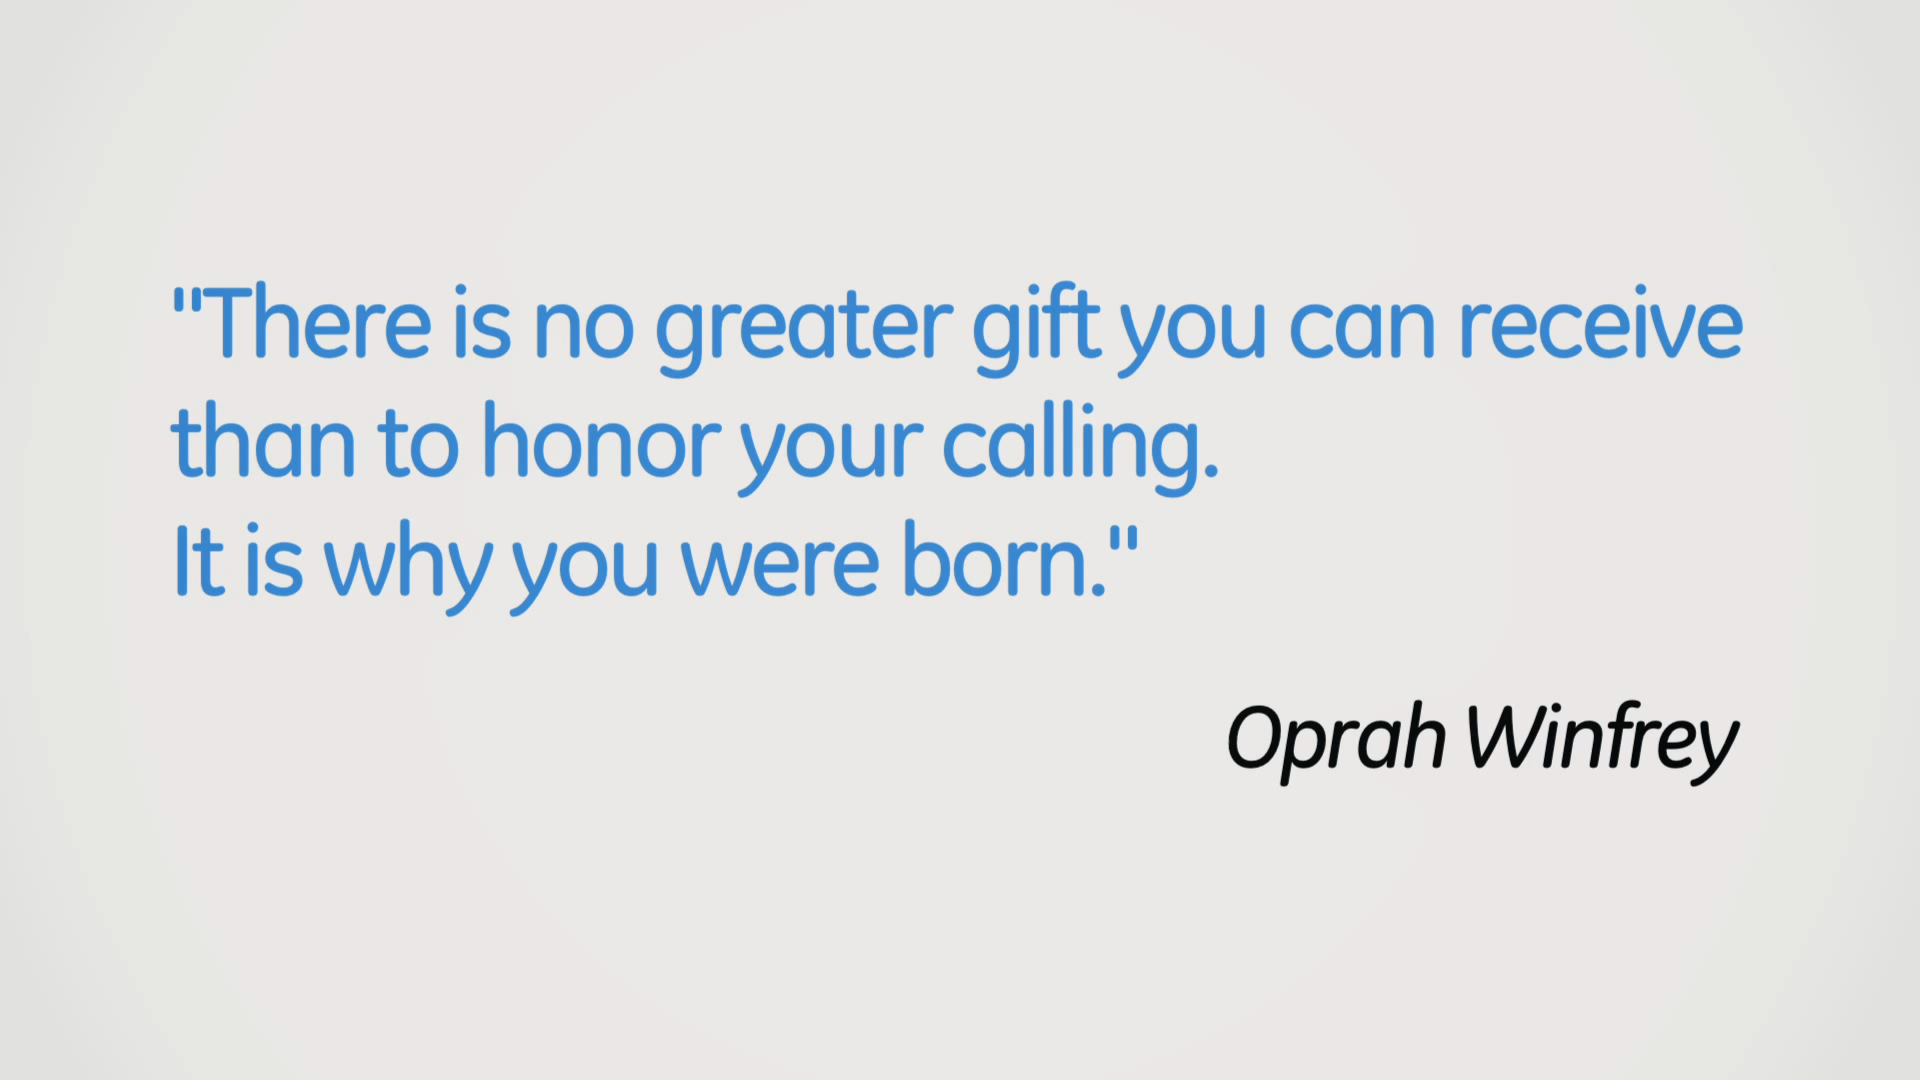 "There is no greater gift you can receive
than to honor your calling.
It is why you were born."
Oprah Winfrey